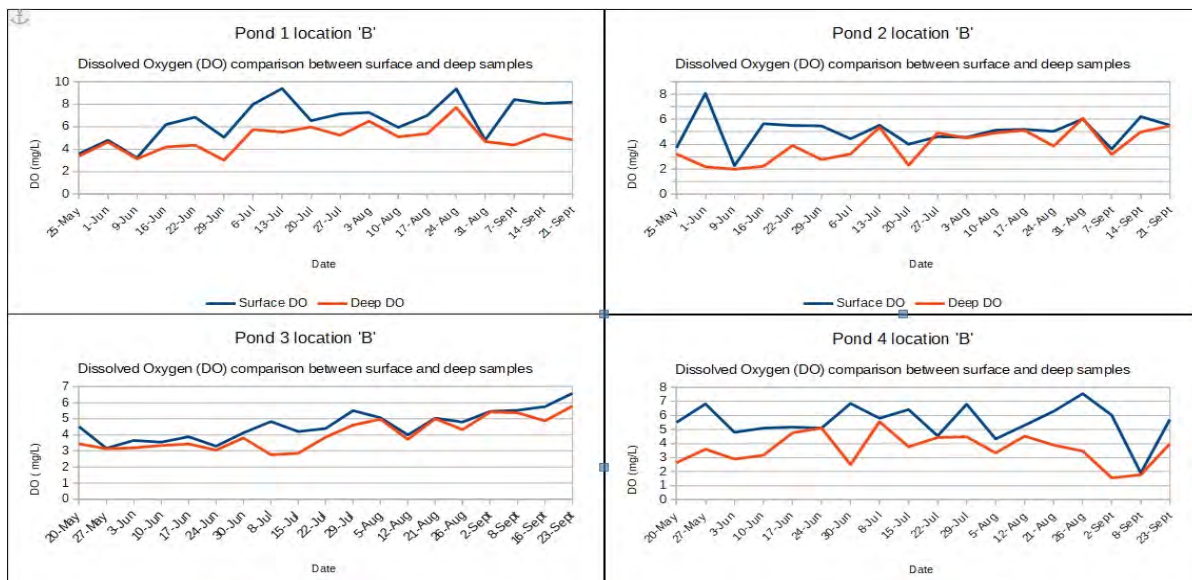 Pond 1 location 'B'
Dissolved Oxygen (DO) comparison between surface and deep samples
DO (mg/L)
10
8
6
4
2
0
25-May 1-Jun 9-Jun 16-Jun 22-Jun 29-Jun 6-Jul 13-Jul 20-Jul 27-Jul 3-Aug 10-Aug 17-Aug 24-Aug 31-Aug 7-Sept 14-Sept 21-Sept
Date
Surface DO Deep DO
Pond 2 location 'B'
Dissolved Oxygen (DO) comparison between surface and deep samples
DO (mg/L)
8
6
4
2
0
25-May 1-Jun 9-Jun 16-Jun 22-Jun 29-Jun 6-Jul 13-Jul 20-Jul 27-Jul 3-Aug 10-Aug 17-Aug 24-Aug 31-Aug 7-Sept 14-Sept 21-Sept
Date
Surface DO Deep DO
Pond 3 location 'B'
Dissolved Oxygen (DO) comparison between surface and deep samples
DO ( mg/L)
7
6
5
4
3
2
1
0
20-May 27-May 3-Jun 10-Jun 17-Jun 24-Jun 30-Jun 8-Jul 15-Jul 22-Jul 29-Jul 5-Aug 12-Aug 21-Aug 26-Aug 2-Sept 8-Sept 16-Sept 23-Sept
Date
Pond 4 location 'B'
Dissolved Oxygen (DO) comparison between surface and deep samples
DO (mg/L)
8
7
6
5
4
3
2
1
0
20-May 27-May 3-Jun 10-Jun 17-Jun 24-Jun 30-Jun 8-Jul 15-Jul 22-Jul 29-Jul 5-Aug 12-Aug 21-Aug 26-Aug 2-Sept 8-Sept 23-Sept
Date